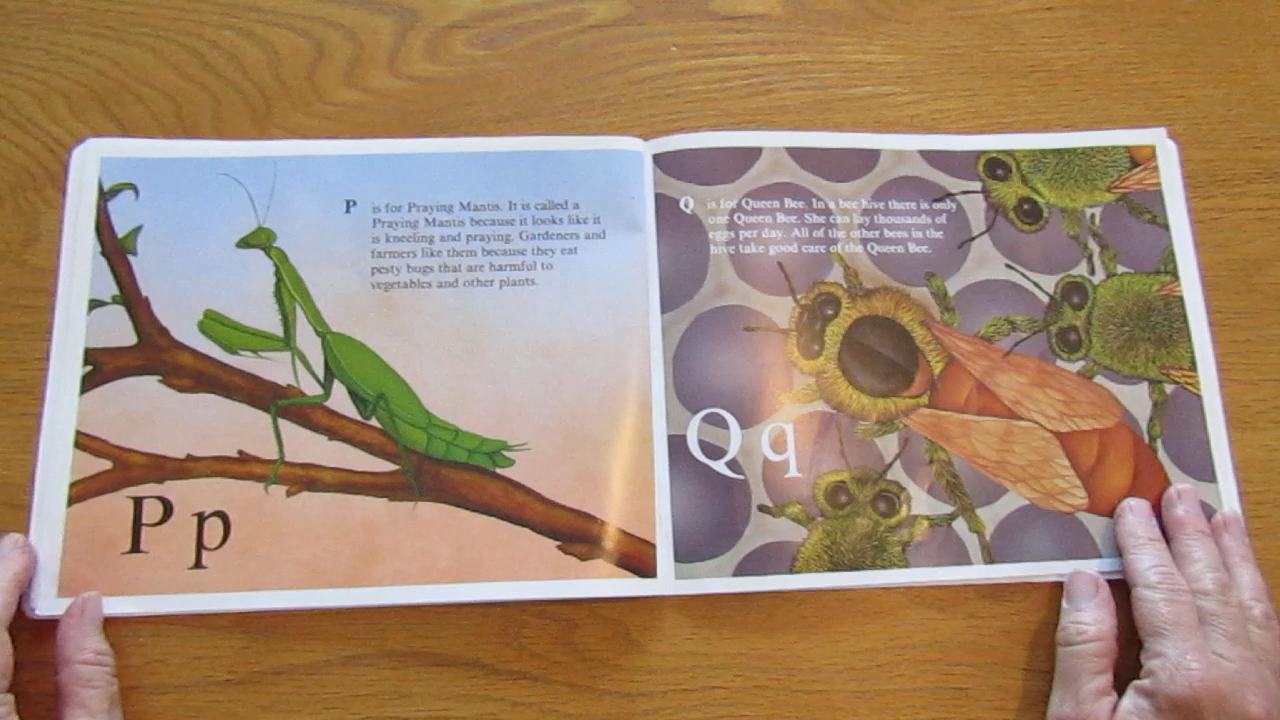 P is for Praying Mantis. It is called a
Praying Mantis because it looks like it
is kneeling and praying. Gardeners and
farmers like them because they eat
pesty bugs that are harmful to
vegetables and other plants.
P p
Q is for Queen Bee. In a bee hive there is only
one Queen Bee. She can lay thousands of
eggs per day. All of the other bees in the
hive take good care of the Queen Bee.
Q q